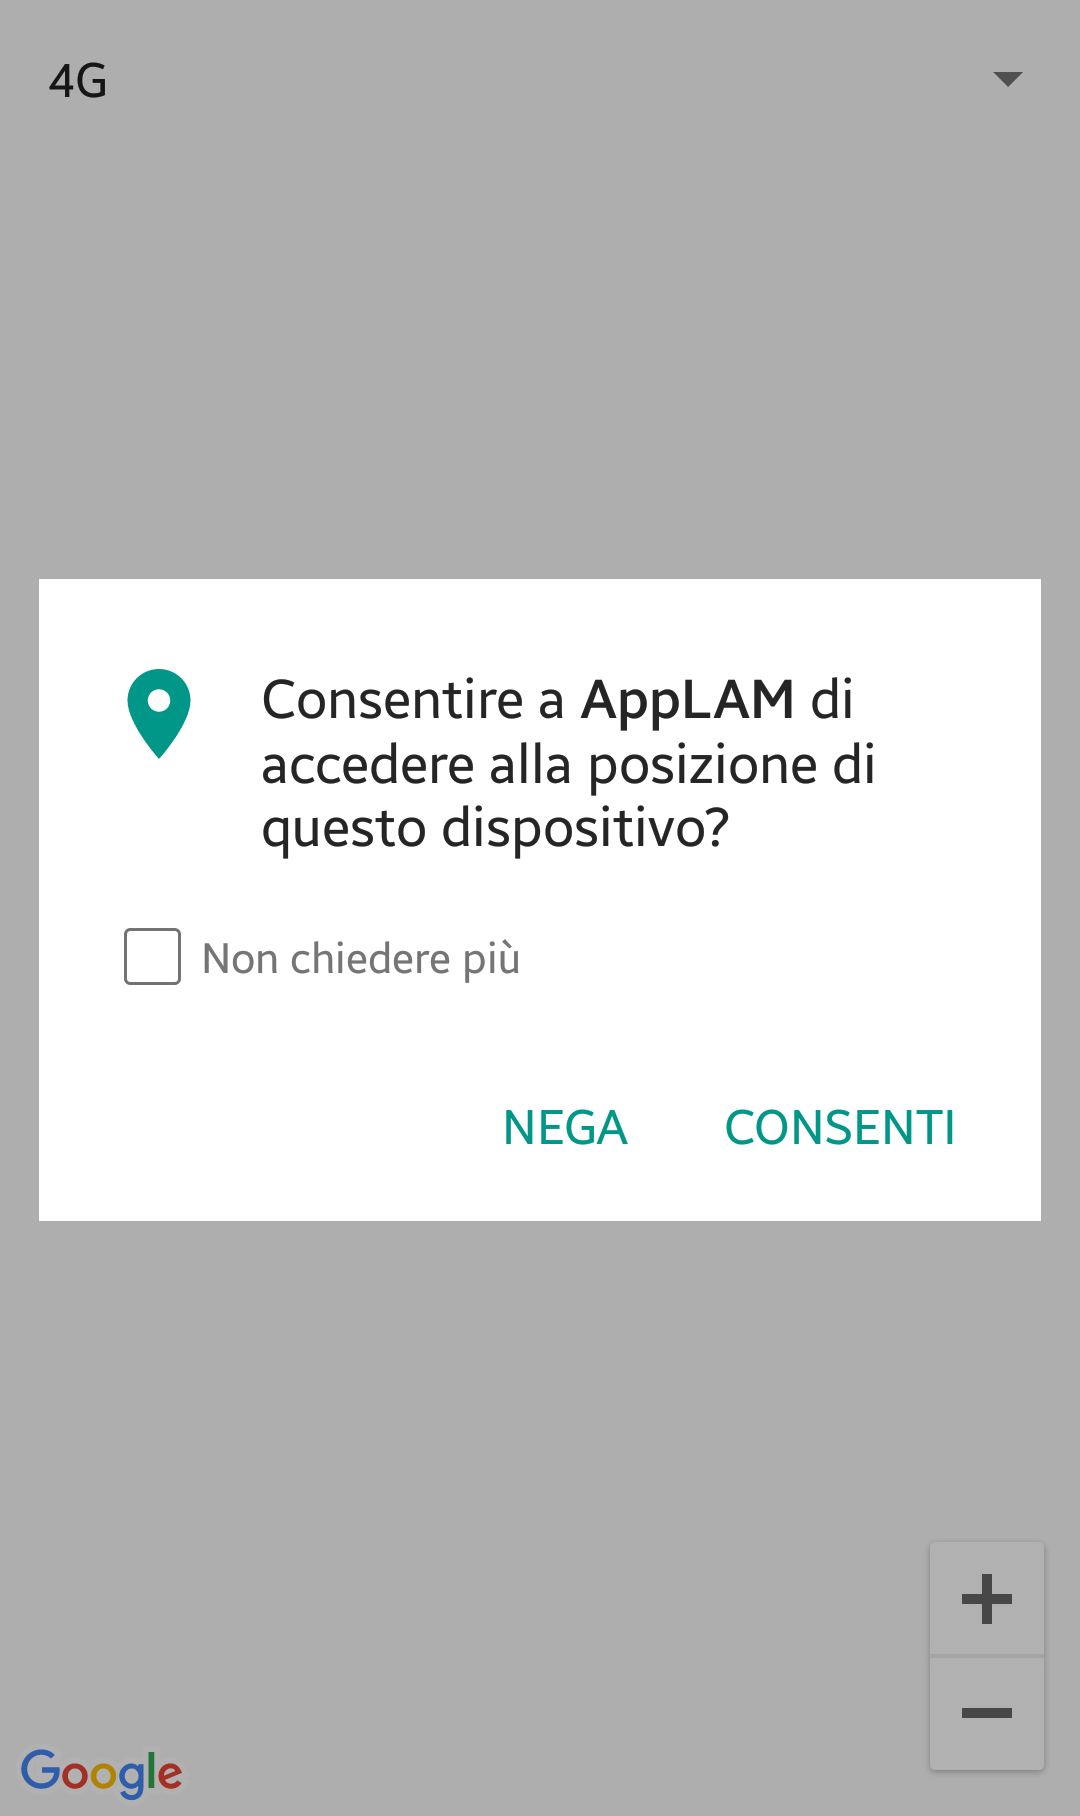 4G
Consentire a AppLAM di
accedere alla posizione di
questo dispositivo?
Non chiedere più
NEGA CONSENTI
Google